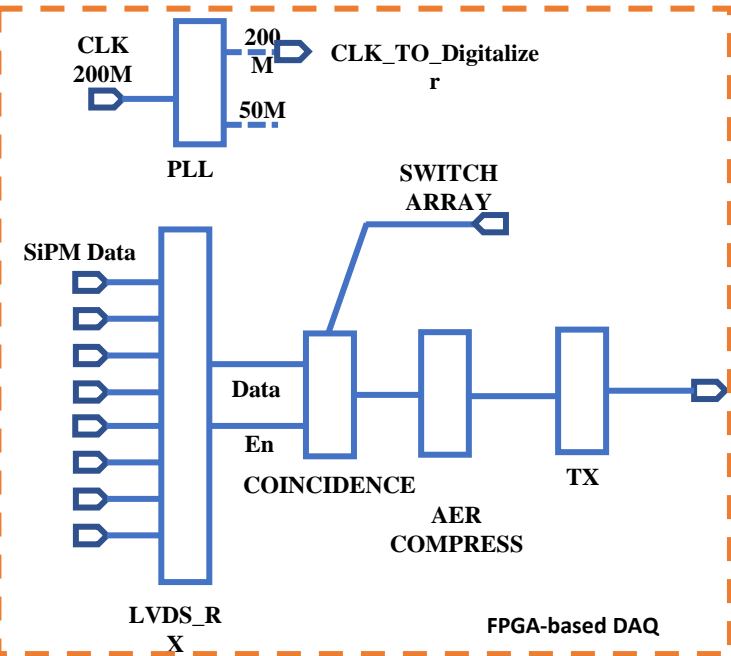 CLK
200M
200
M
CLK_TO_Digitalize
r
50M
PLL
SWITCH
ARRAY
SiPM Data
Data
En
COINCIDENCE
TX
AER
COMPRESS
LVDS_R
X
FPGA-based DAQ